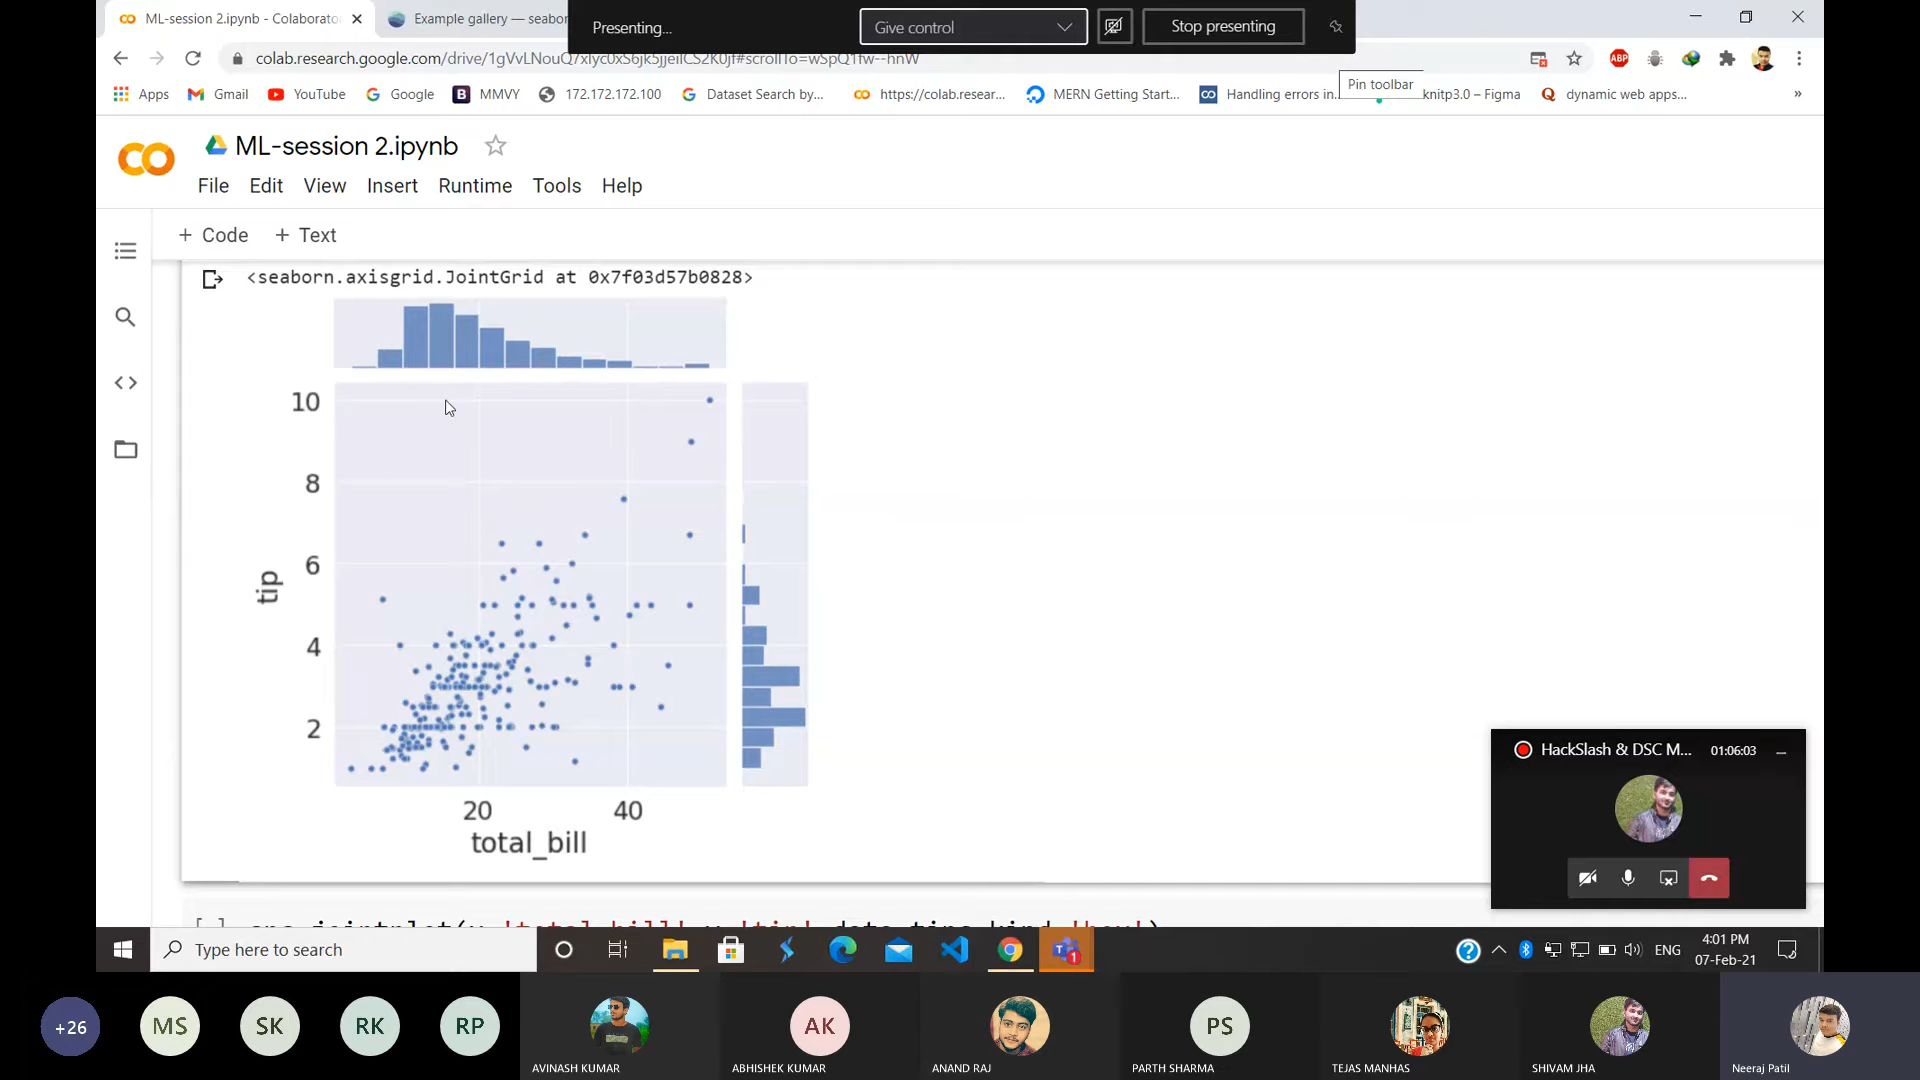 ML-session 2.ipynb - Colaborato
Example gallery — seabor
Presenting...
Give control
Stop presenting
colab.research.google.com/drive/
Pin toolbar
Apps
Gmail
YouTube
Google
MMVY
172.172.172.100
Dataset Search by...
https://colab.resear...
MERN Getting Start...
Handling errors in...
knitp3.0 – Figma
dynamic web apps...
»
ABP
CO
ML-session 2.ipynb
File Edit View Insert Runtime Tools Help
+ Code + Text
<seaborn.axisgrid.JointGrid at 0x7f03d57b0828>
10
8
6
4
2
tip
20 40
total_bill
HackSlash & DSC M... 01:06:03
Type here to search
1
ENG
4:01 PM
07-Feb-21
+26
MS
SK
RK
RP
AVINASH KUMAR
AK
ABHISHEK KUMAR
ANAND RAJ
PS
PARTH SHARMA
TEJAS MANHAS
SHIVAM JHA
Neeraj Patil